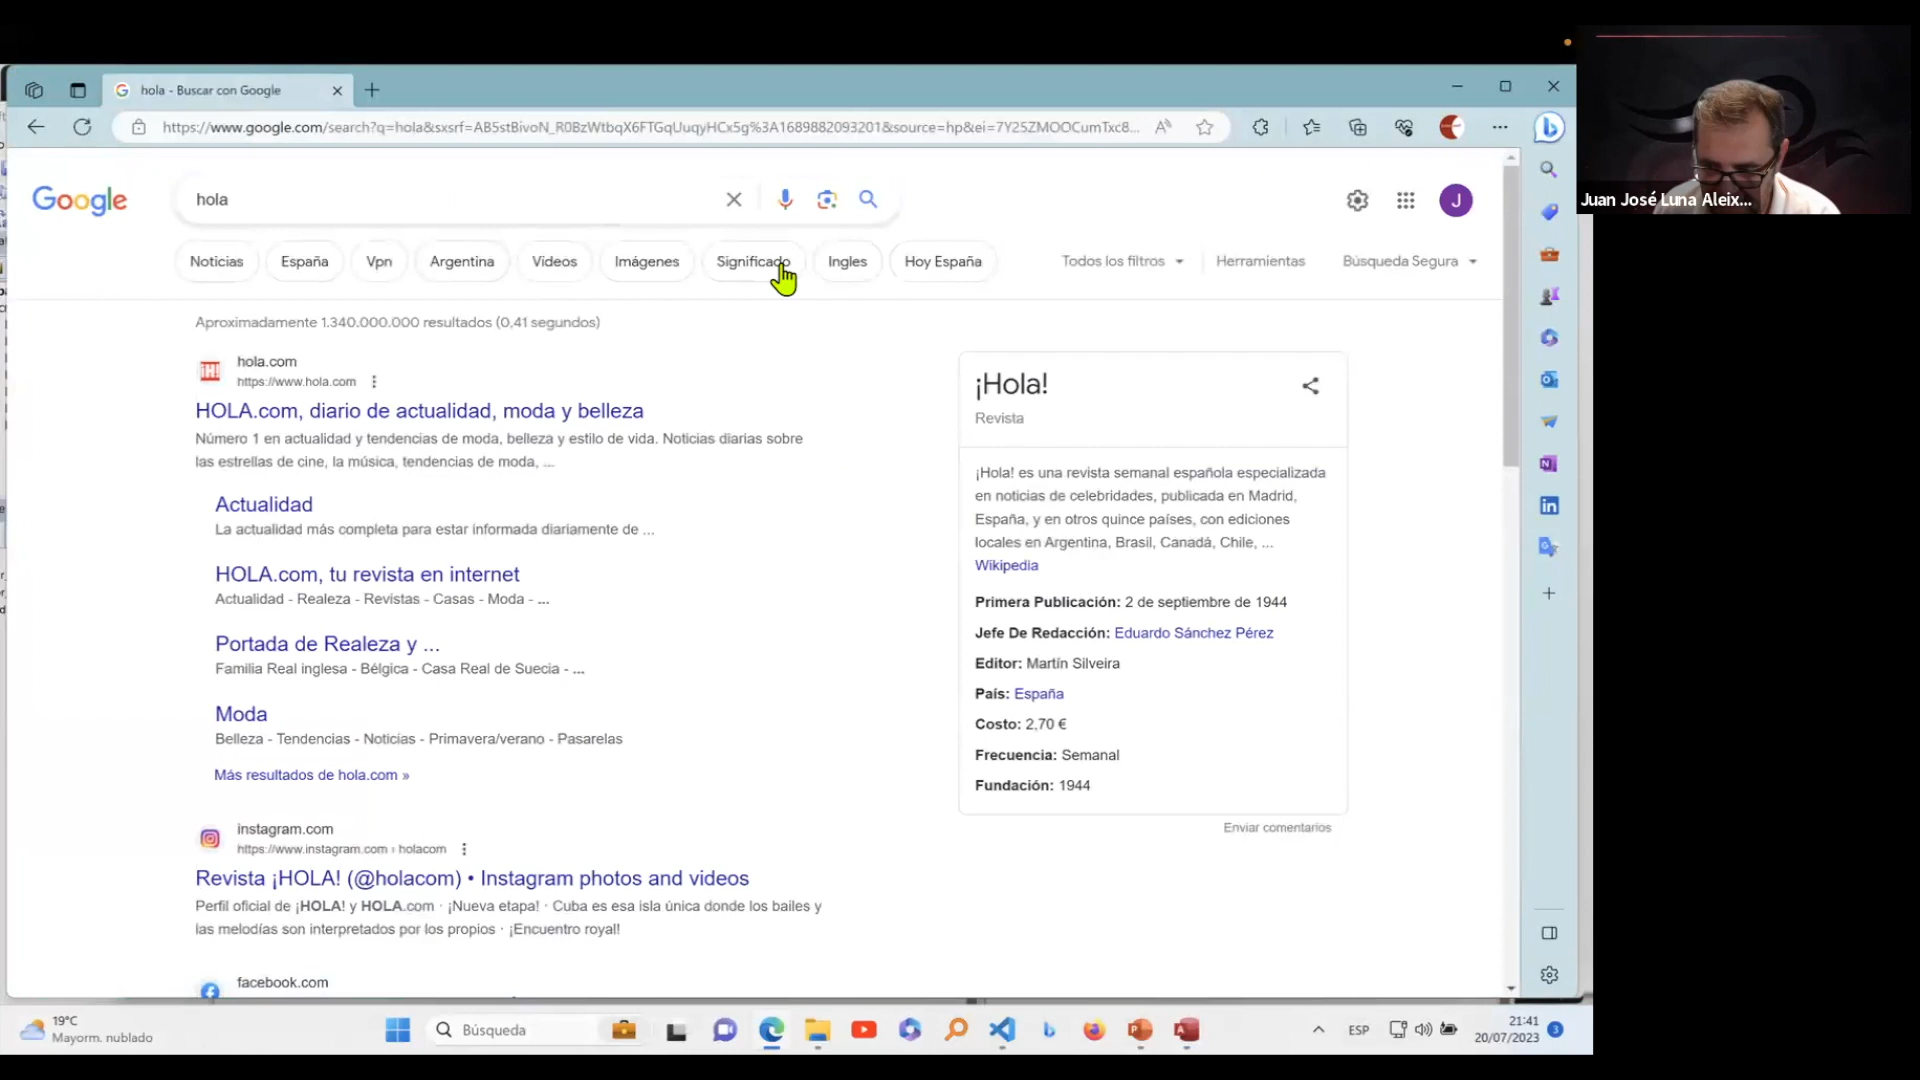 hola - Buscar con Google
https://www.google.com/search?q=hola&sxsrf=AB5stBivoN_R0BzWtbqX6FTGqUuqyHCx5g%3A1689882093201&source=hp&ei=7Y25ZMOOCumTxc8...
Juan José Luna Aleix...
Google
hola
J
Noticias
España
Vpn
Argentina
Videos
Imágenes
Significado
Ingles
Hoy España
Todos los filtros
Herramientas
Búsqueda Segura
Aproximadamente 1.340.000.000 resultados (0,41 segundos)
hola.com
https://www.hola.com
HOLA.com, diario de actualidad, moda y belleza
Número 1 en actualidad y tendencias de moda, belleza y estilo de vida. Noticias diarias sobre
las estrellas de cine, la música, tendencias de moda, ...
Actualidad
La actualidad más completa para estar informada diariamente de ...
HOLA.com, tu revista en internet
Actualidad - Realeza - Revistas - Casas - Moda - ...
Portada de Realeza y ...
Familia Real inglesa - Bélgica - Casa Real de Suecia - ...
Moda
Belleza - Tendencias - Noticias - Primavera/verano - Pasarelas
Más resultados de hola.com »
instagram.com
https://www.instagram.com › holacom
Revista ¡HOLA! (@holacom) • Instagram photos and videos
Perfil oficial de ¡HOLA! y HOLA.com · ¡Nueva etapa! · Cuba es esa isla única donde los bailes y
las melodías son interpretados por los propios · ¡Encuentro royal!
facebook.com
¡Hola!
Revista
¡Hola! es una revista semanal española especializada
en noticias de celebridades, publicada en Madrid,
España, y en otros quince países, con ediciones
locales en Argentina, Brasil, Canadá, Chile, ...
Wikipedia
Primera Publicación: 2 de septiembre de 1944
Jefe De Redacción: Eduardo Sánchez Pérez
Editor: Martín Silveira
País: España
Costo: 2,70 €
Frecuencia: Semanal
Fundación: 1944
Enviar comentarios
19°C
Mayorm. nublado
Búsqueda
ESP
21:41
20/07/2023
3